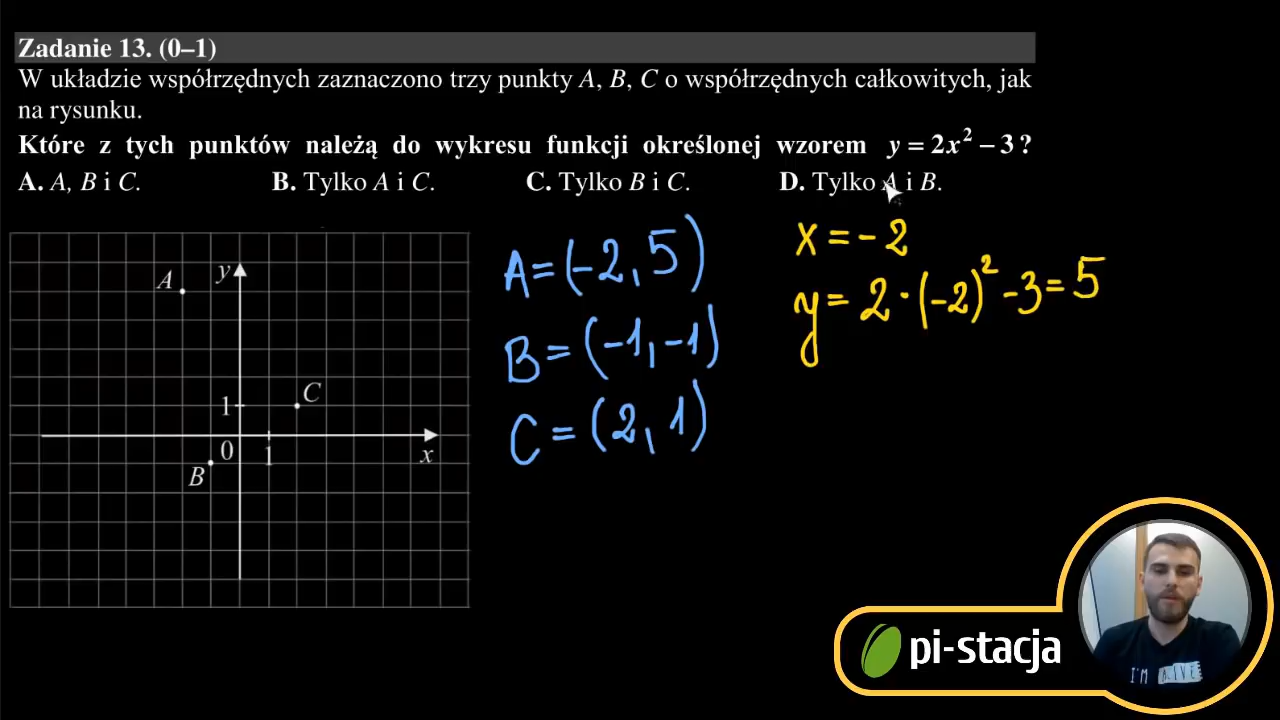 Zadanie 13. (0–1)
W układzie współrzędnych zaznaczono trzy punkty A, B, C o współrzędnych całkowitych, jak
na rysunku.
Które z tych punktów należą do wykresu funkcji określonej wzorem y = 2x² − 3?
A. A, B i C. B. Tylko A i C. C. Tylko B i C. D. Tylko A i B.
A
y
C
1
0
1
x
B
A = (-2, 5)
B = (-1, -1)
C = (2, 1)
x = -2
y = 2 · (-2)² - 3 = 5
pi-stacja
I'M ALIVE